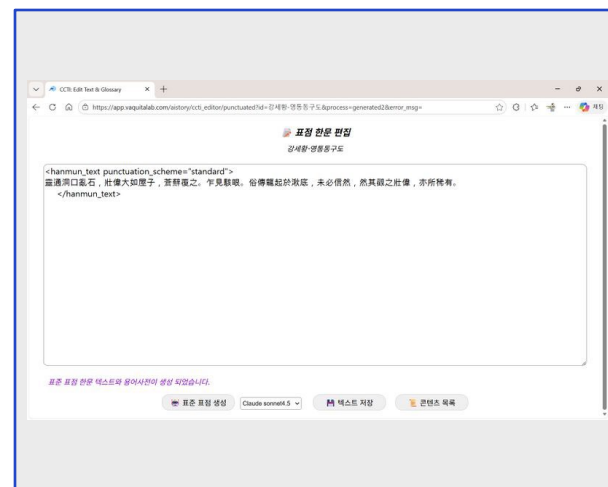 CCTI: Edit Text & Glossary
https://app.vaquitalab.com/aistory/ccti_editor/punctuated?id=강세황-영통동구도&process=generated2&error_msg=
채팅
표점 한문 편집
강세황-영통동구도
<hanmun_text punctuation_scheme="standard">
靈通洞口亂石，壯偉大如屋子，蒼蘚覆之。乍見駭眼。俗傳龍起於湫底，未必信然，然其觀之壯偉，亦所稀有。
</hanmun_text>
표준 표점 한문 텍스트와 용어사전이 생성 되었습니다.
표준 표점 생성 Claude sonnet4.5 텍스트 저장 콘텐츠 목록